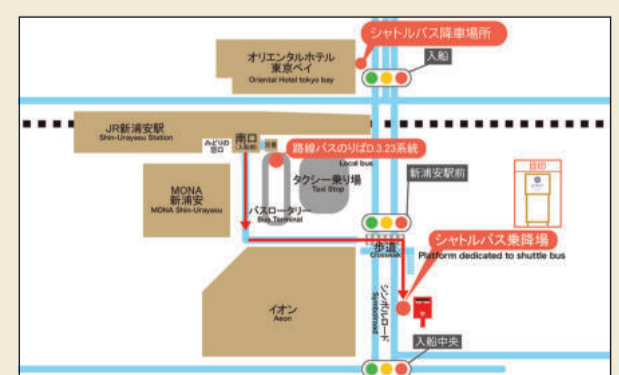 シャトルバス降車場所
オリエンタルホテル
東京ベイ
Oriental Hotel tokyo bay
入船
JR新浦安駅
Shin-Urayasu Station
みどりの
窓口
南口
路線バスのりばD.3.23系統
Local bus
タクシー乗り場
Taxi Stop
新浦安駅前
目印
MONA
新浦安
MONA Shin-Urayasu
バスロータリー
Bus Terminal
歩道
Crosswalk
シャトルバス乗降場
Platform dedicated to shuttle bus
イオン
Aeon
シンボルロード
Symbolroad
入船中央